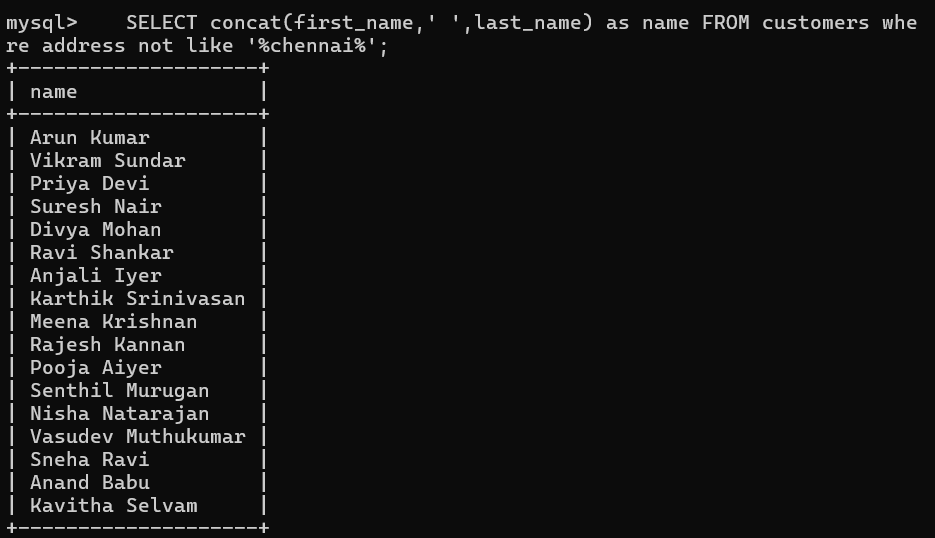 mysql>    SELECT concat(first_name,' ',last_name) as name FROM customers whe
re address not like '%chennai%';
+--------------------+
| name               |
+--------------------+
| Arun Kumar         |
| Vikram Sundar      |
| Priya Devi         |
| Suresh Nair        |
| Divya Mohan        |
| Ravi Shankar       |
| Anjali Iyer        |
| Karthik Srinivasan |
| Meena Krishnan     |
| Rajesh Kannan      |
| Pooja Aiyer        |
| Senthil Murugan    |
| Nisha Natarajan    |
| Vasudev Muthukumar |
| Sneha Ravi         |
| Anand Babu         |
| Kavitha Selvam     |
+--------------------+